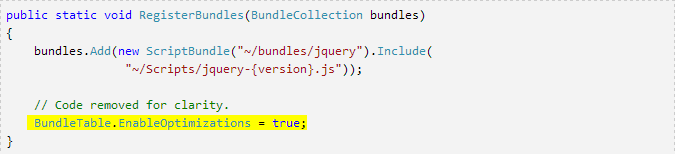 public static void RegisterBundles(BundleCollection bundles)
{
bundles.Add(new ScriptBundle("~/bundles/jquery").Include(
"~/Scripts/jquery-{version}.js"));
// Code removed for clarity.
BundleTable.EnableOptimizations = true;
}